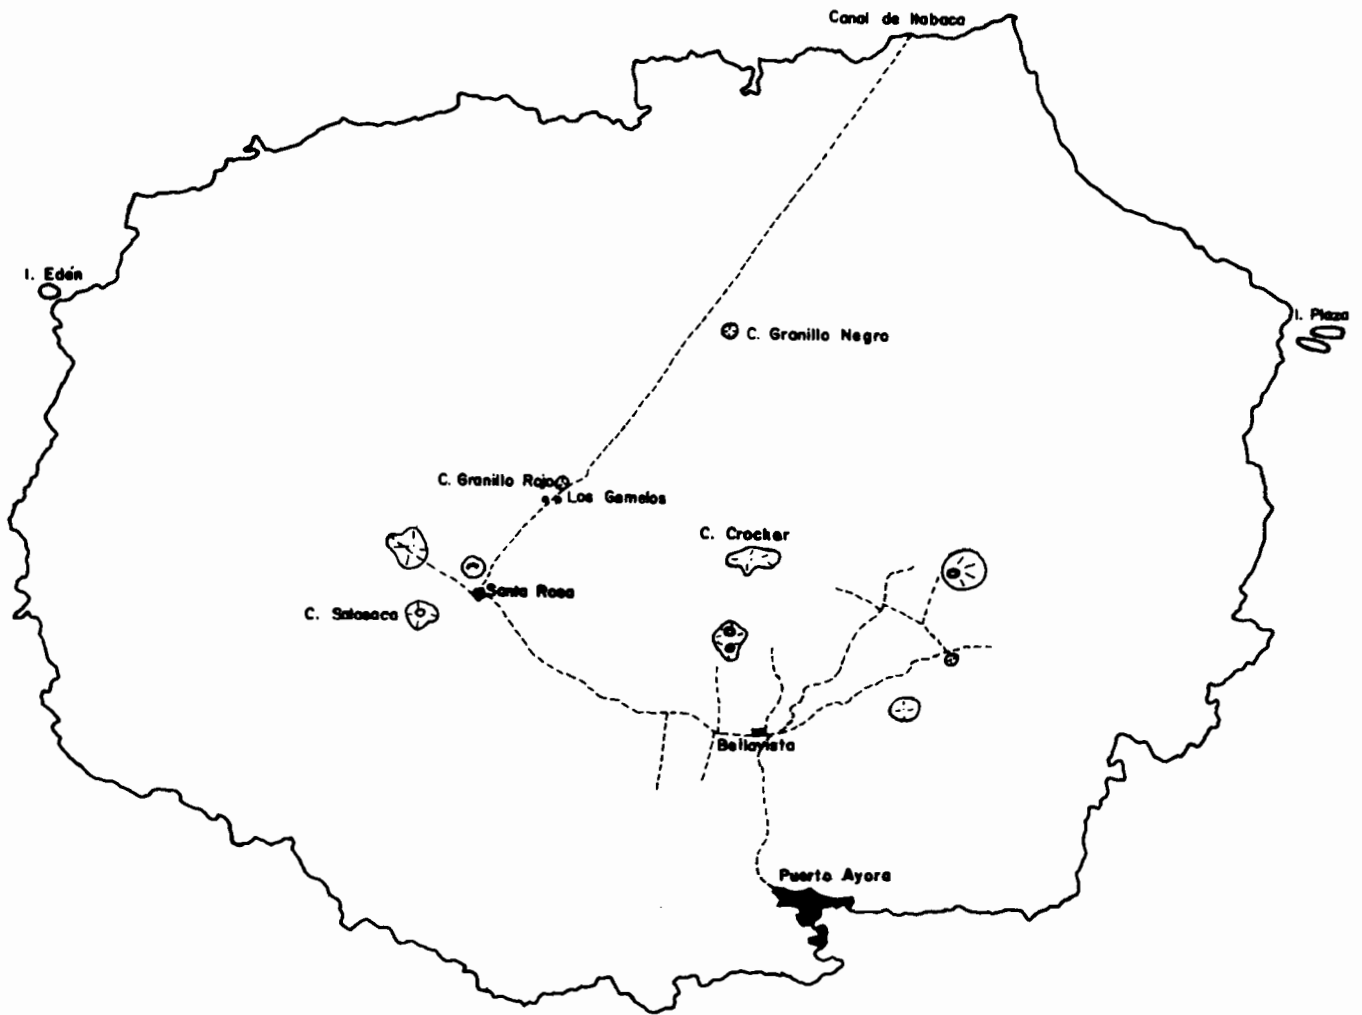 Canal de Itabaca
I. Edén
I. Plaza
C. Granillo Negro
C. Granillo Rojo
Los Gemelos
C. Crocker
Santa Rosa
C. Salasaca
Bellavista
Puerto Ayora